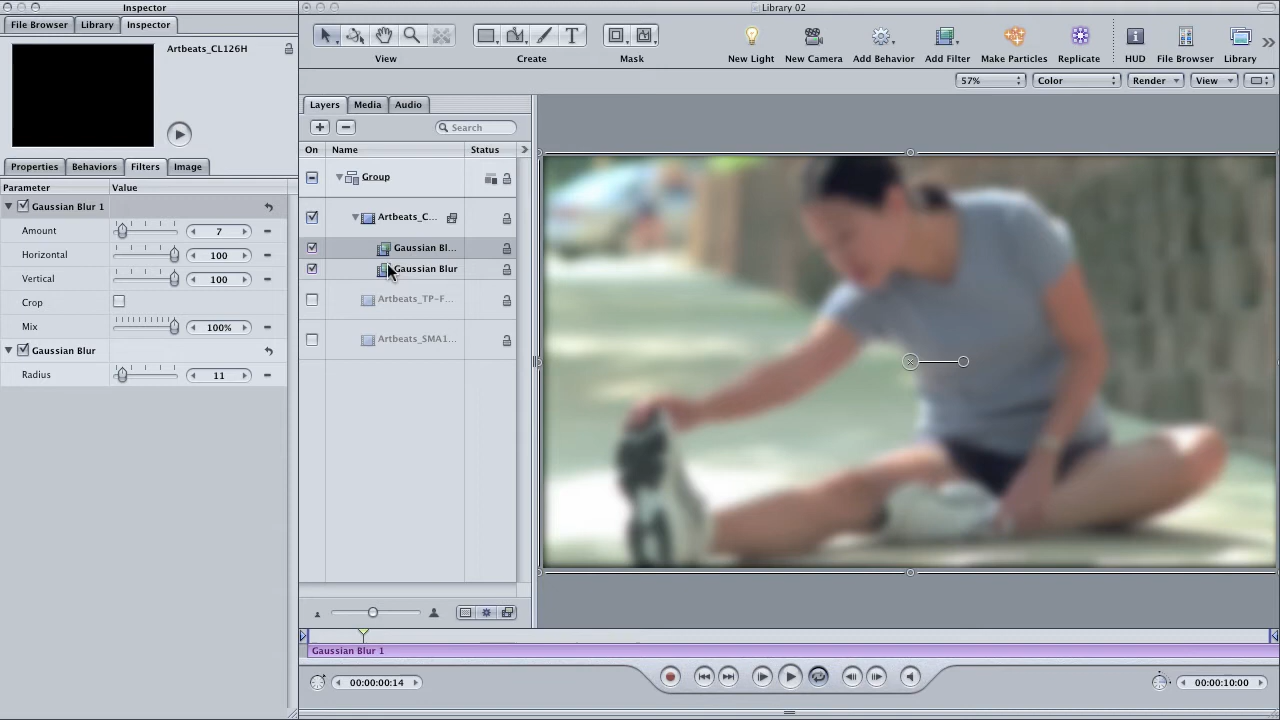 Inspector
Library 02
File Browser
Library
Inspector
Artbeats_CL126H
View
Create
Mask
New Light
New Camera
Add Behavior
Add Filter
Make Particles
Replicate
HUD
File Browser
Library
57%
Color
Render
View
Layers
Media
Audio
Search
On
Name
Status
Properties
Behaviors
Filters
Image
Parameter
Value
Group
Gaussian Blur 1
Artbeats_C...
Amount
7
Horizontal
100
Gaussian Bl...
Vertical
100
Gaussian Blur
Crop
Artbeats_TP-F...
Mix
100%
Artbeats_SMA1...
Gaussian Blur
Radius
11
Gaussian Blur 1
00:00:00:14
00:00:10:00